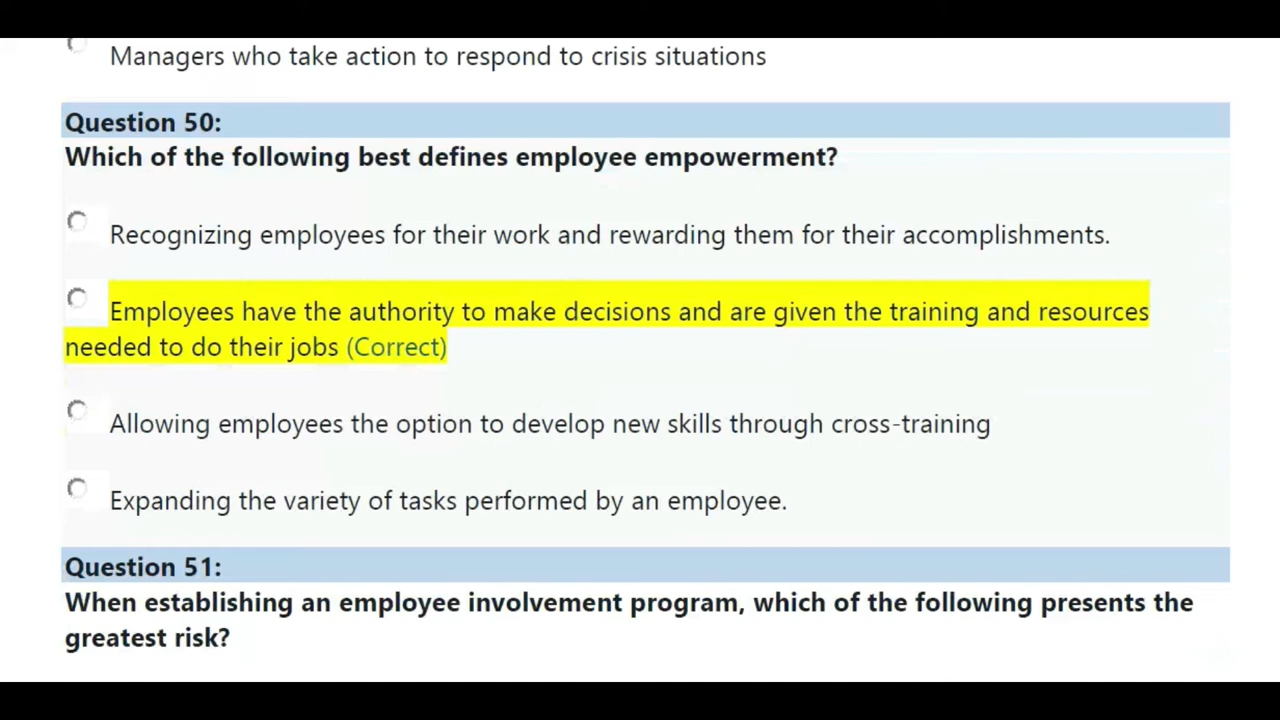 Managers who take action to respond to crisis situations
Question 50:
Which of the following best defines employee empowerment?
Recognizing employees for their work and rewarding them for their accomplishments.
Employees have the authority to make decisions and are given the training and resources
needed to do their jobs (Correct)
Allowing employees the option to develop new skills through cross-training
Expanding the variety of tasks performed by an employee.
Question 51:
When establishing an employee involvement program, which of the following presents the
greatest risk?